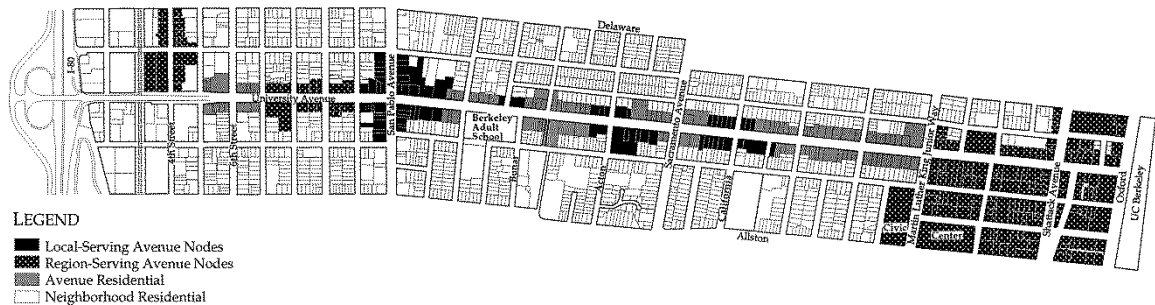 Delaware
I-80
University Avenue
San Pablo Avenue
4th Street
6th Street
Berkeley
Adult
School
Bonar
Acton
Sacramento Avenue
California
Allston
Martin Luther King Junior Way
Civic
Center
Shattuck Avenue
Oxford
UC Berkeley
LEGEND
Local-Serving Avenue Nodes
Region-Serving Avenue Nodes
Avenue Residential
Neighborhood Residential